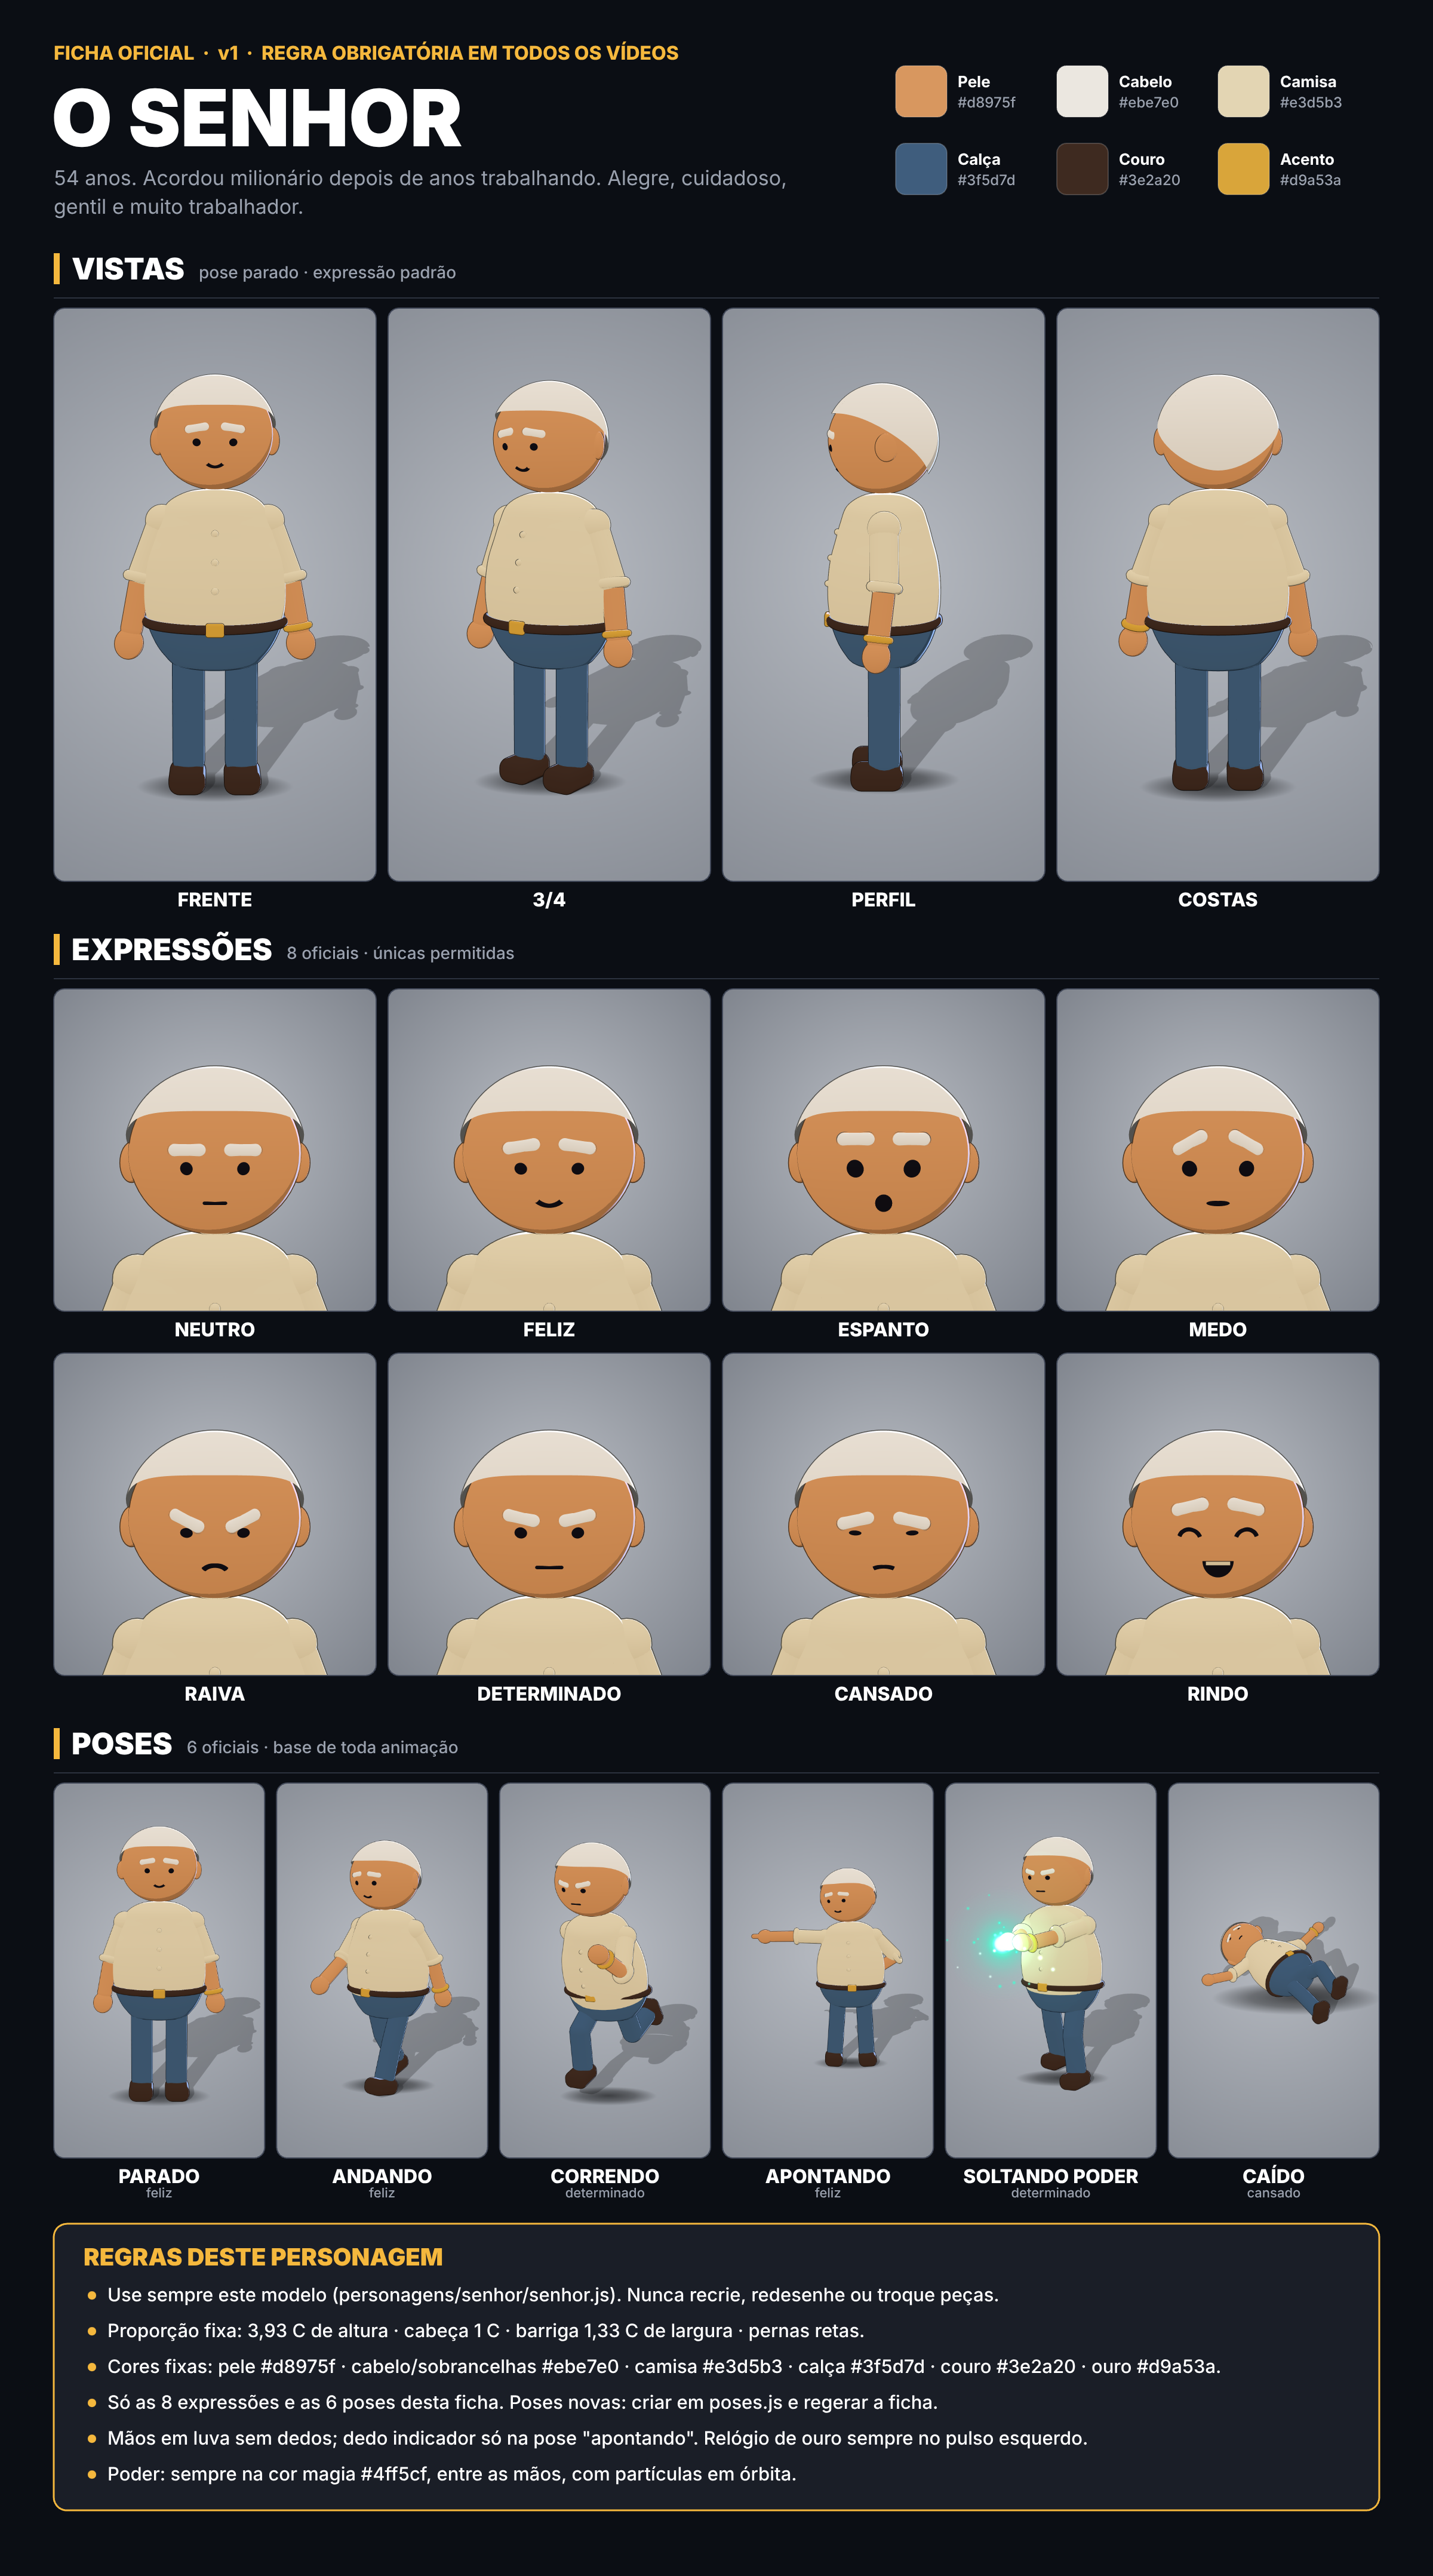 FICHA OFICIAL · v1 · REGRA OBRIGATÓRIA EM TODOS OS VÍDEOS
O SENHOR
54 anos. Acordou milionário depois de anos trabalhando. Alegre, cuidadoso,
gentil e muito trabalhador.
Pele
#d8975f
Cabelo
#ebe7e0
Camisa
#e3d5b3
Calça
#3f5d7d
Couro
#3e2a20
Acento
#d9a53a
VISTAS pose parado · expressão padrão
FRENTE
3/4
PERFIL
COSTAS
EXPRESSÕES 8 oficiais · únicas permitidas
NEUTRO
FELIZ
ESPANTO
MEDO
RAIVA
DETERMINADO
CANSADO
RINDO
POSES 6 oficiais · base de toda animação
PARADO
feliz
ANDANDO
feliz
CORRENDO
determinado
APONTANDO
feliz
SOLTANDO PODER
determinado
CAÍDO
cansado
REGRAS DESTE PERSONAGEM
Use sempre este modelo (personagens/senhor/senhor.js). Nunca recrie, redesenhe ou troque peças.
Proporção fixa: 3,93 C de altura · cabeça 1 C · barriga 1,33 C de largura · pernas retas.
Cores fixas: pele #d8975f · cabelo/sobrancelhas #ebe7e0 · camisa #e3d5b3 · calça #3f5d7d · couro #3e2a20 · ouro #d9a53a.
Só as 8 expressões e as 6 poses desta ficha. Poses novas: criar em poses.js e regerar a ficha.
Mãos em luva sem dedos; dedo indicador só na pose "apontando". Relógio de ouro sempre no pulso esquerdo.
Poder: sempre na cor magia #4ff5cf, entre as mãos, com partículas em órbita.